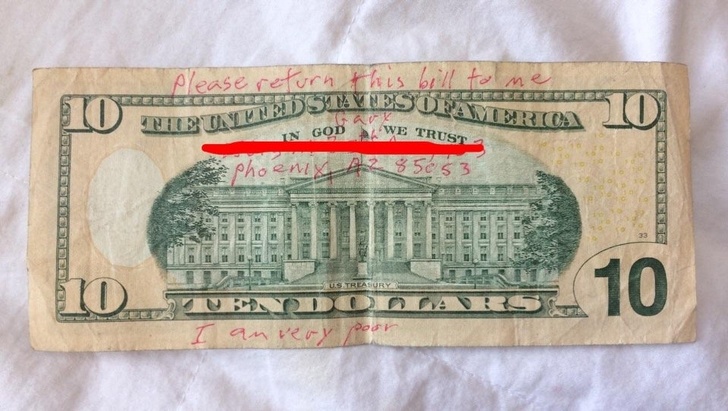 Please return this bill to me
10 THE UNITED STATES OF AMERICA 10
Gary
IN GOD WE TRUST
phoenix AZ 85053
33
U.S. TREASURY
10 TEN DOLLARS 10
I am very poor